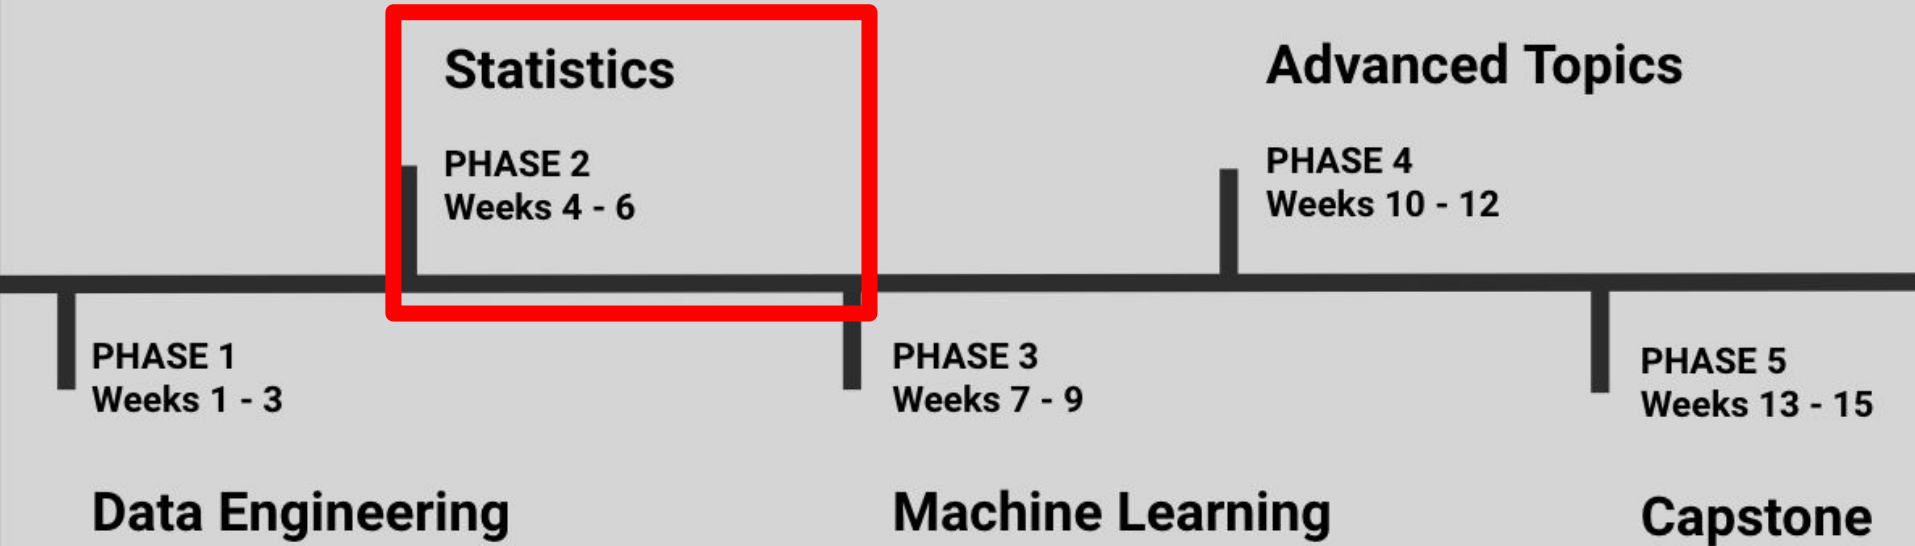 Statistics
PHASE 2
Weeks 4 - 6
Advanced Topics
PHASE 4
Weeks 10 - 12
PHASE 1
Weeks 1 - 3
Data Engineering
PHASE 3
Weeks 7 - 9
Machine Learning
PHASE 5
Weeks 13 - 15
Capstone